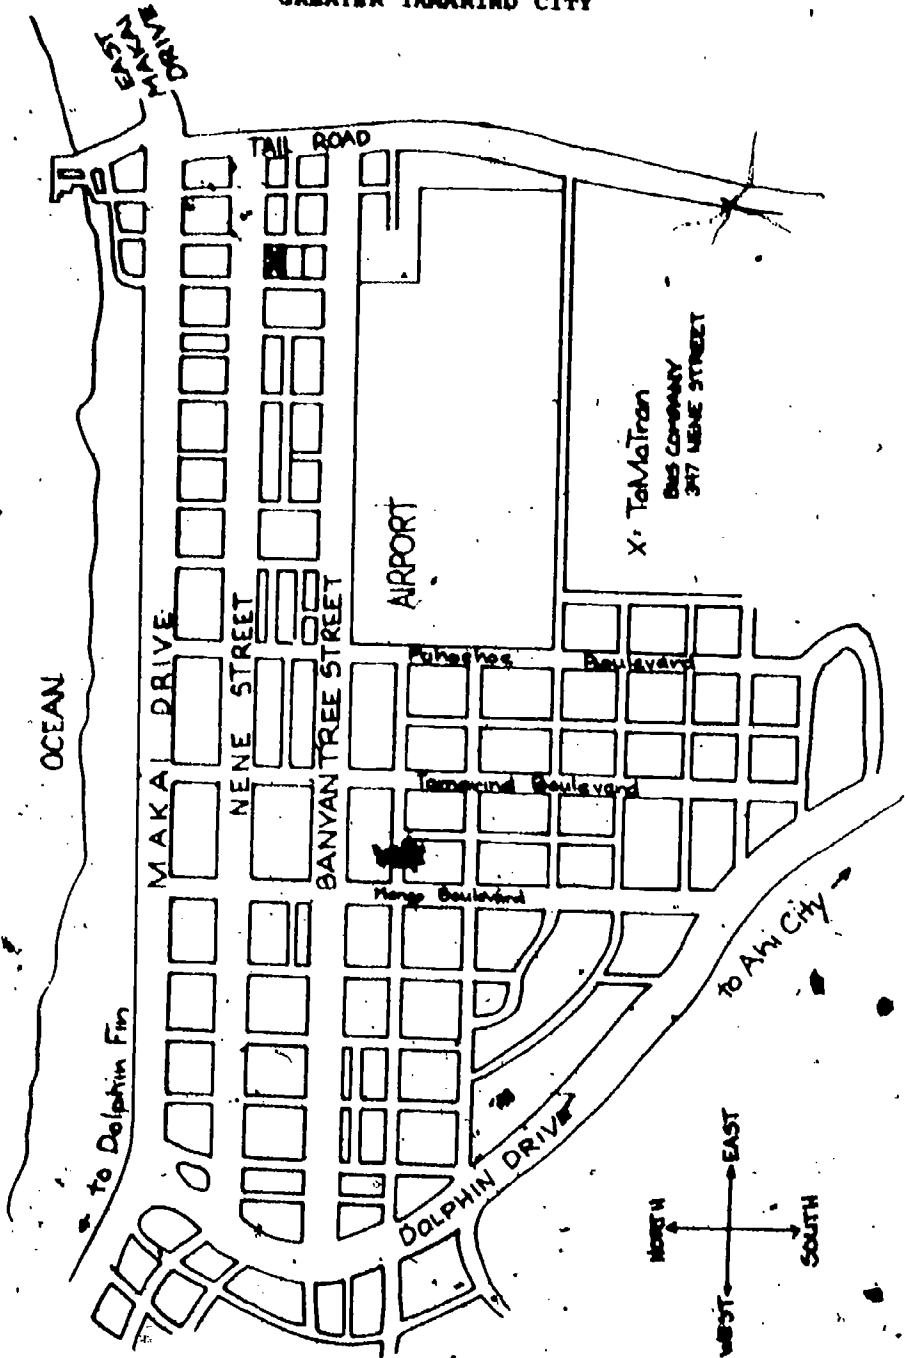 GREATER TAMARIND CITY
EAST
MAKAI
DRIVE
TAIL ROAD
OCEAN
MAKAI DRIVE
NENE STREET
BANYAN TREE STREET
AIRPORT
X: TaMaTran
BUS COMPANY
347 NENE STREET
Pahoehoe Boulevard
Tamarind Boulevard
Mango Boulevard
to Dolphin Fin
DOLPHIN DRIVE
to Ahi City
NORTH
EAST
SOUTH
WEST